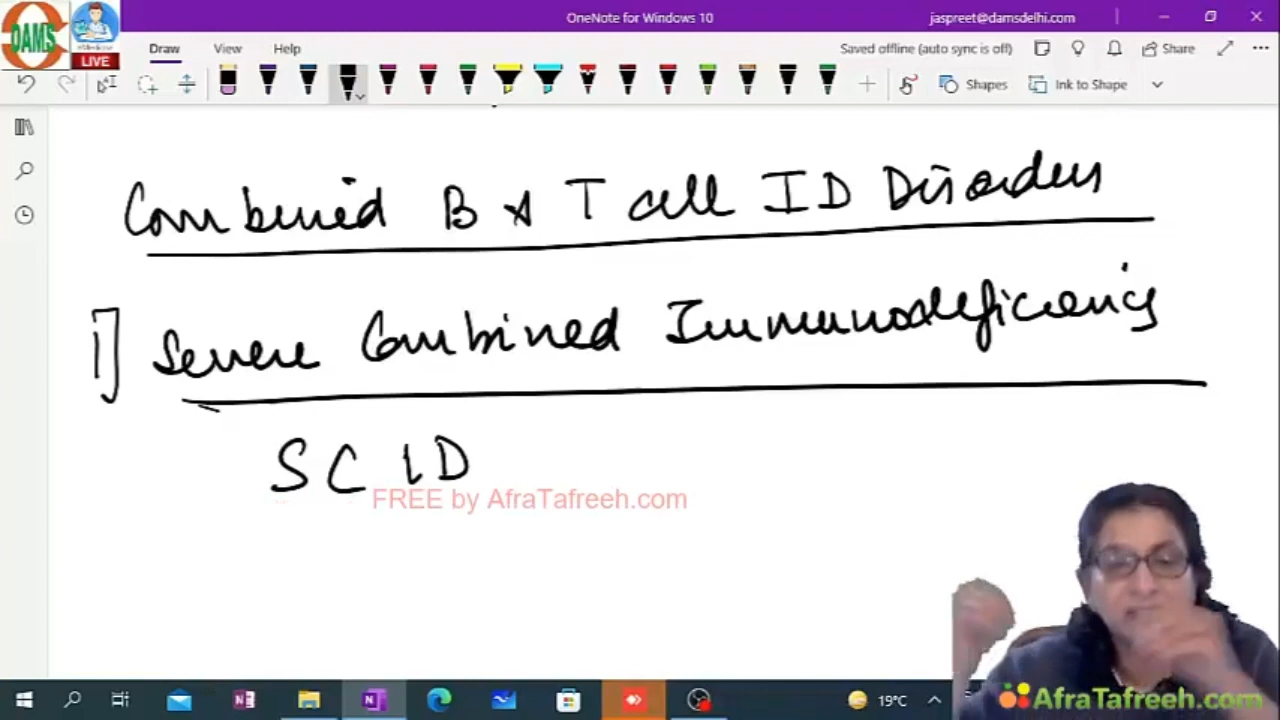 DAMS
eMedicoz
LIVE
OneNote for Windows 10
jaspreet@damsdelhi.com
Draw View Help
Saved offline (auto sync is off)
Share
Shapes
Ink to Shape
Combined B & T cell ID Disorders
1] Severe Combined Immunodeficiency
SCID
FREE by AfraTafreeh.com
19°C
AfraTafreeh.com